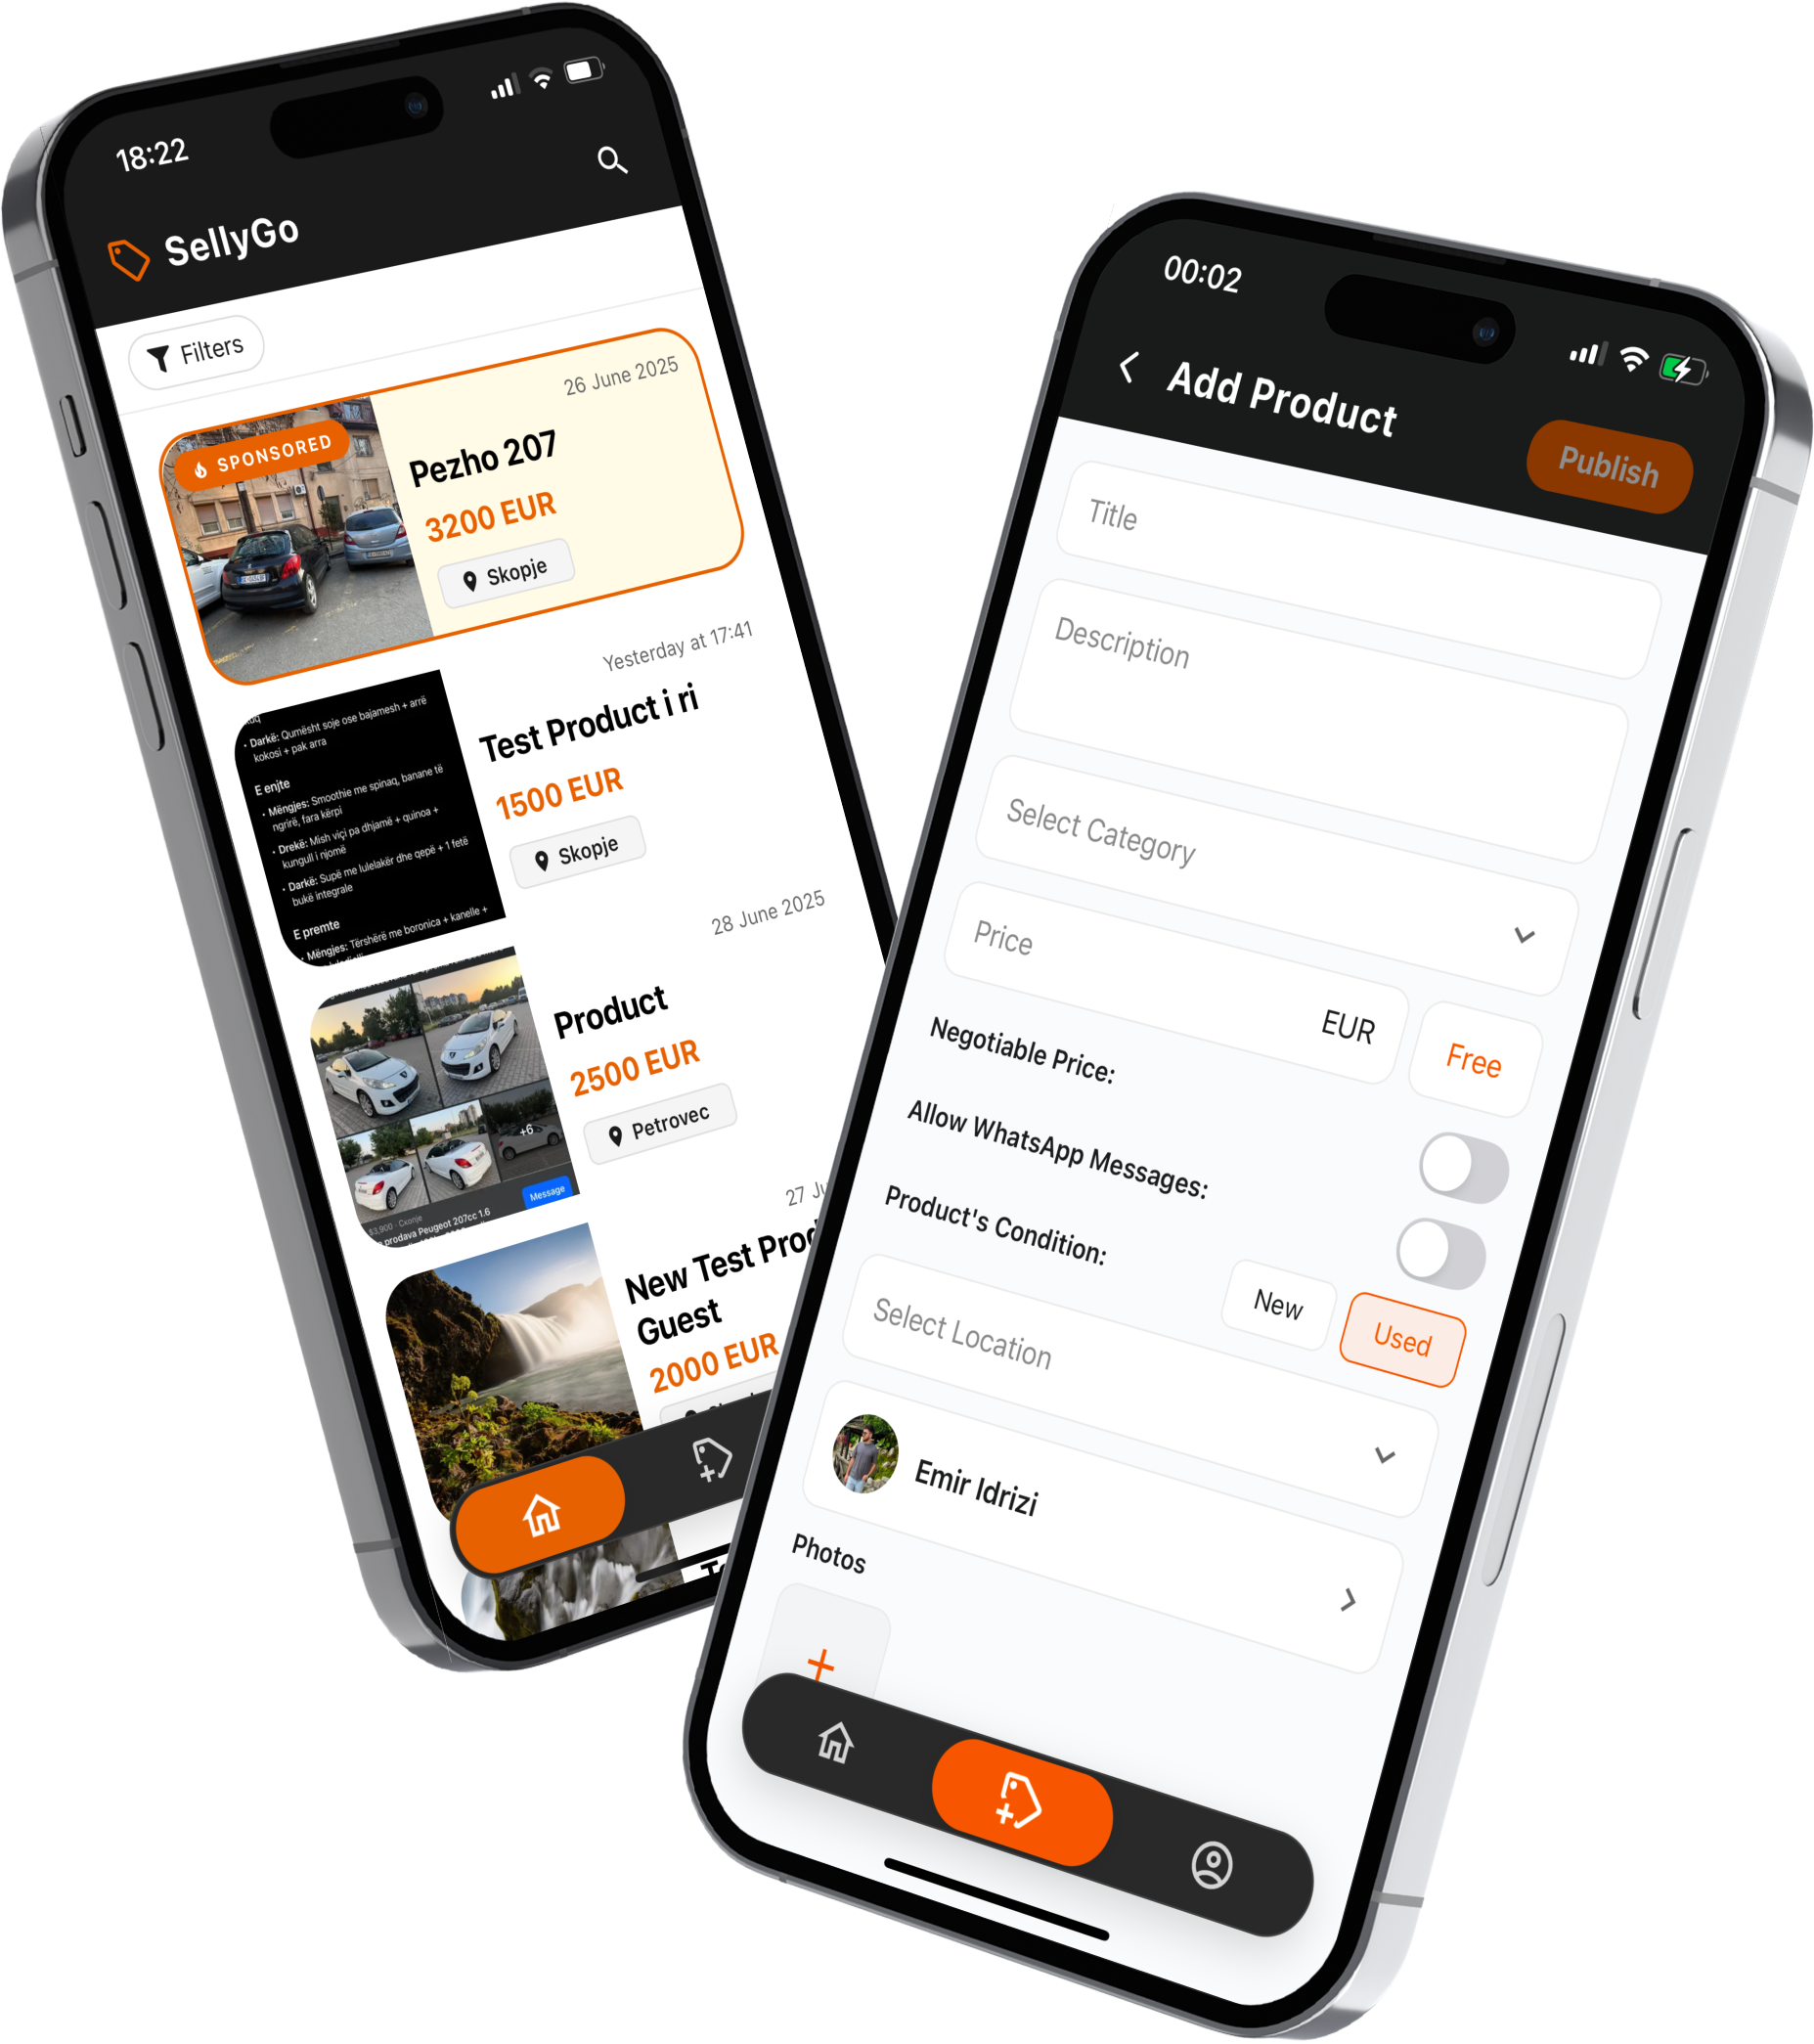 18:22
SellyGo
Filters
26 June 2025
SPONSORED
Pezho 207
3200 EUR
Skopje
Yesterday at 17:41
Test Product i ri
1500 EUR
Skopje
• Darkë: Qumësht soje ose bajamesh + arrë
kokosi + pak arra
E enjte
• Mëngjes: Smoothie me spinaq, banane të
ngrirë, fara kërpi
• Drekë: Mish viçi pa dhjamë + quinoa +
kungull i njomë
• Darkë: Supë me lulelakër dhe qepë + 1 fetë
bukë integrale
E premte
• Mëngjes: Tërshërë me boronica + kanelle +
28 June 2025
Product
2500 EUR
Petrovec
+6
Message
$3,900 · Скопје
prodava Peugeot 207cc 1.6
27
New Test
Guest
2000 EUR
00:02
Add Product
Publish
Title
Description
Select Category
Price
EUR
Free
Negotiable Price:
Allow WhatsApp Messages:
Product's Condition:
New
Used
Select Location
Emir Idrizi
Photos